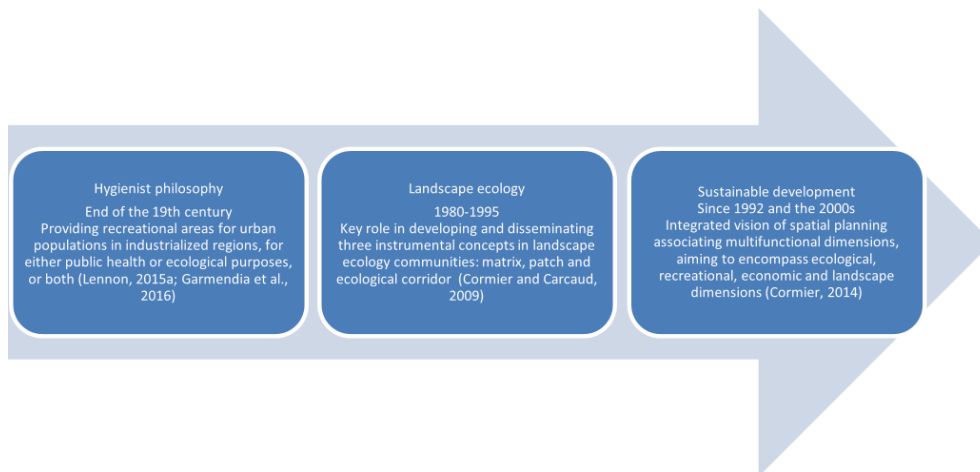 Hygienist philosophy
End of the 19th century
Providing recreational areas for urban
populations in industrialized regions, for
either public health or ecological purposes,
or both (Lennon, 2015a; Garmendia et al.,
2016)
Landscape ecology
1980-1995
Key role in developing and disseminating
three instrumental concepts in landscape
ecology communities: matrix, patch and
ecological corridor (Cormier and Carcaud,
2009)
Sustainable development
Since 1992 and the 2000s
Integrated vision of spatial planning
associating multifunctional dimensions,
aiming to encompass ecological,
recreational, economic and landscape
dimensions (Cormier, 2014)